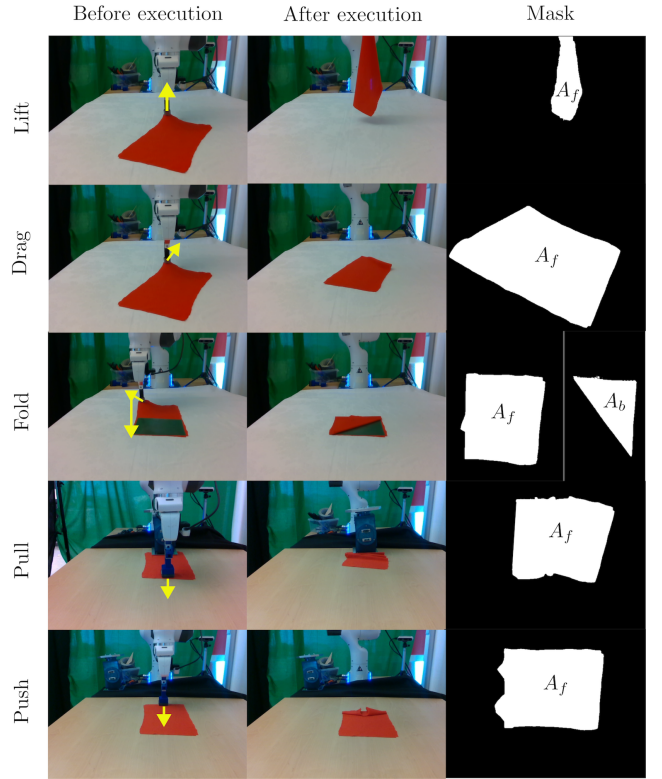 Before execution After execution Mask
Lift
A_f
Drag
A_f
Fold
A_f A_b
Pull
A_f
Push
A_f